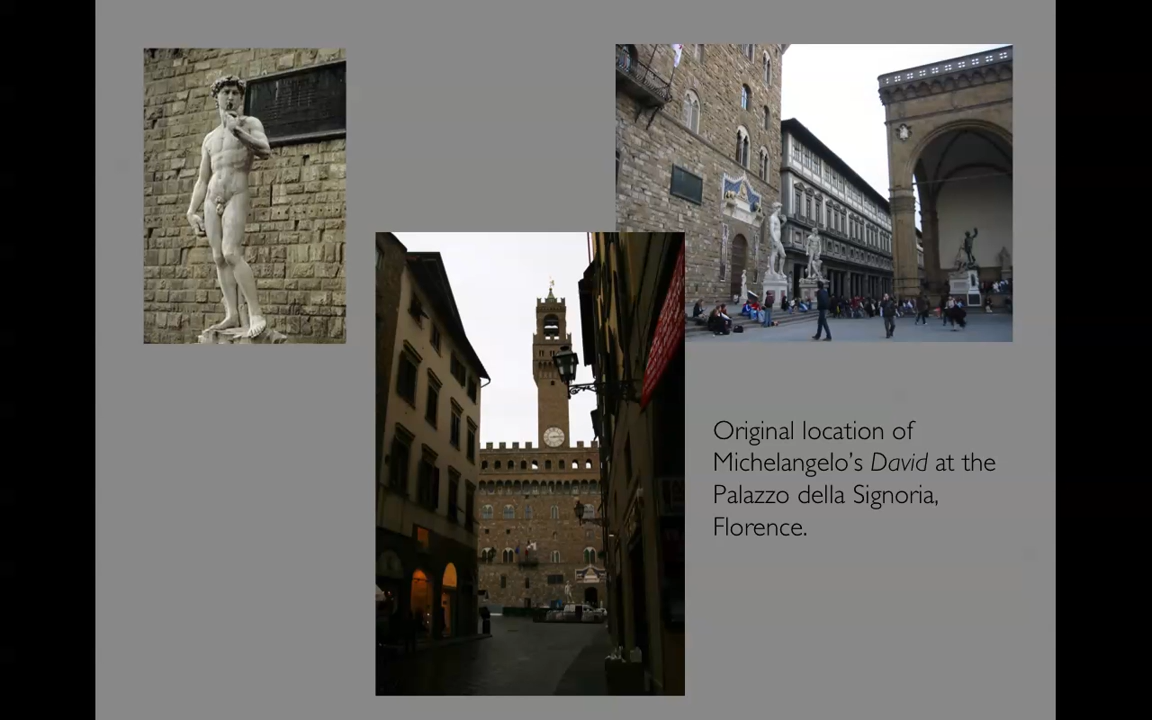 Original location of
Michelangelo's David at the
Palazzo della Signoria,
Florence.